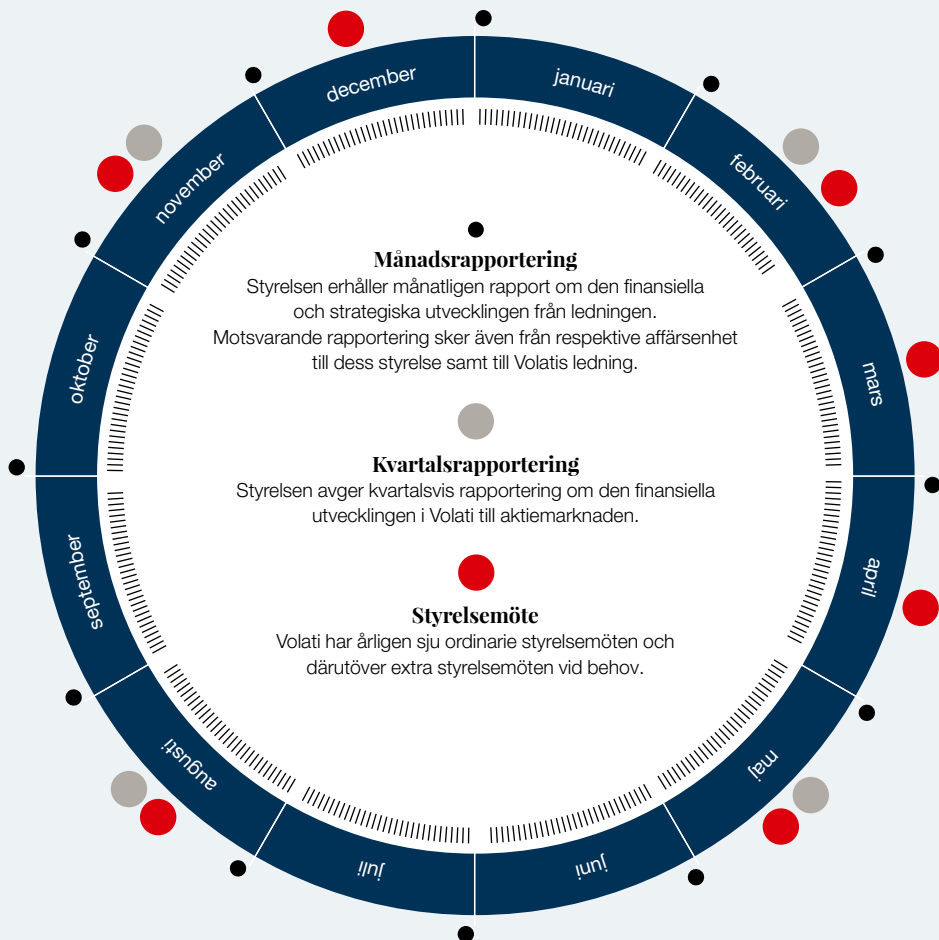 december
januari
november
februari
oktober
mars
september
april
augusti
maj
juli
juni
Månadsrapportering
Styrelsen erhåller månatligen rapport om den finansiella
och strategiska utvecklingen från ledningen.
Motsvarande rapportering sker även från respektive affärsenhet
till dess styrelse samt till Volatis ledning.
Kvartalsrapportering
Styrelsen avger kvartalsvis rapportering om den finansiella
utvecklingen i Volati till aktiemarknaden.
Styrelsemöte
Volati har årligen sju ordinarie styrelsemöten och
därutöver extra styrelsemöten vid behov.